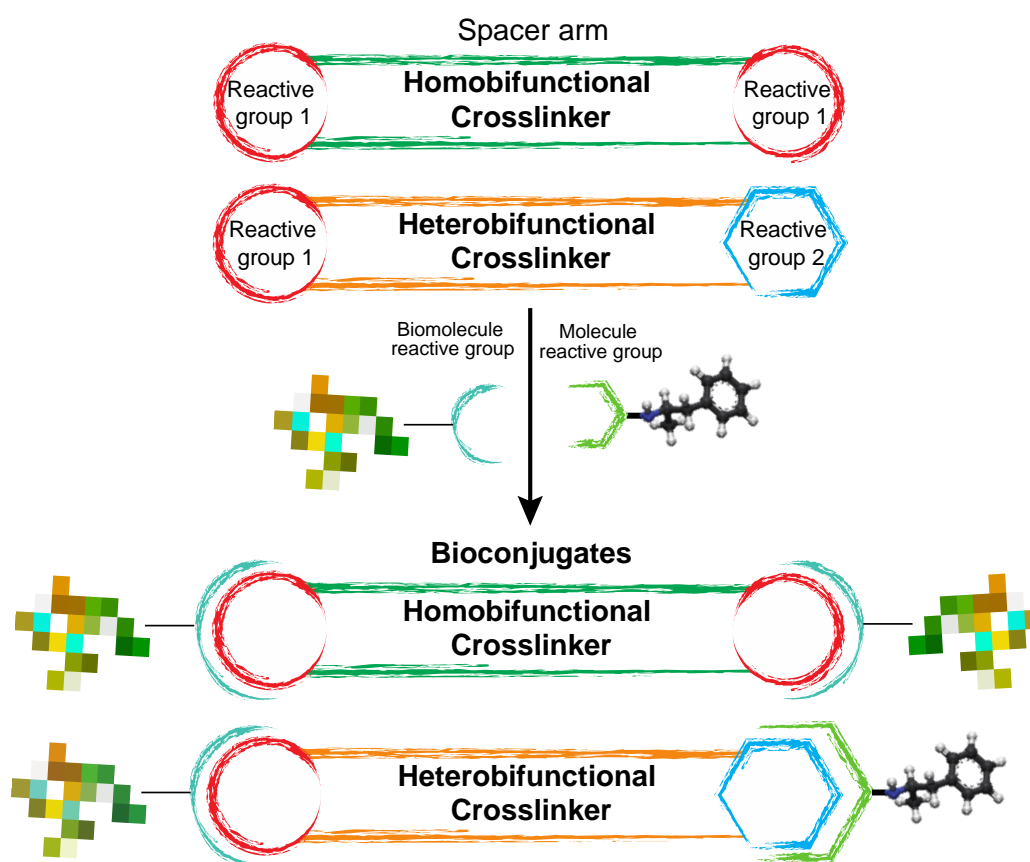 Spacer arm
Reactive group 1
Homobifunctional
Crosslinker
Reactive group 1
Reactive group 1
Heterobifunctional
Crosslinker
Reactive group 2
Biomolecule
reactive group
Molecule
reactive group
Bioconjugates
Homobifunctional
Crosslinker
Heterobifunctional
Crosslinker